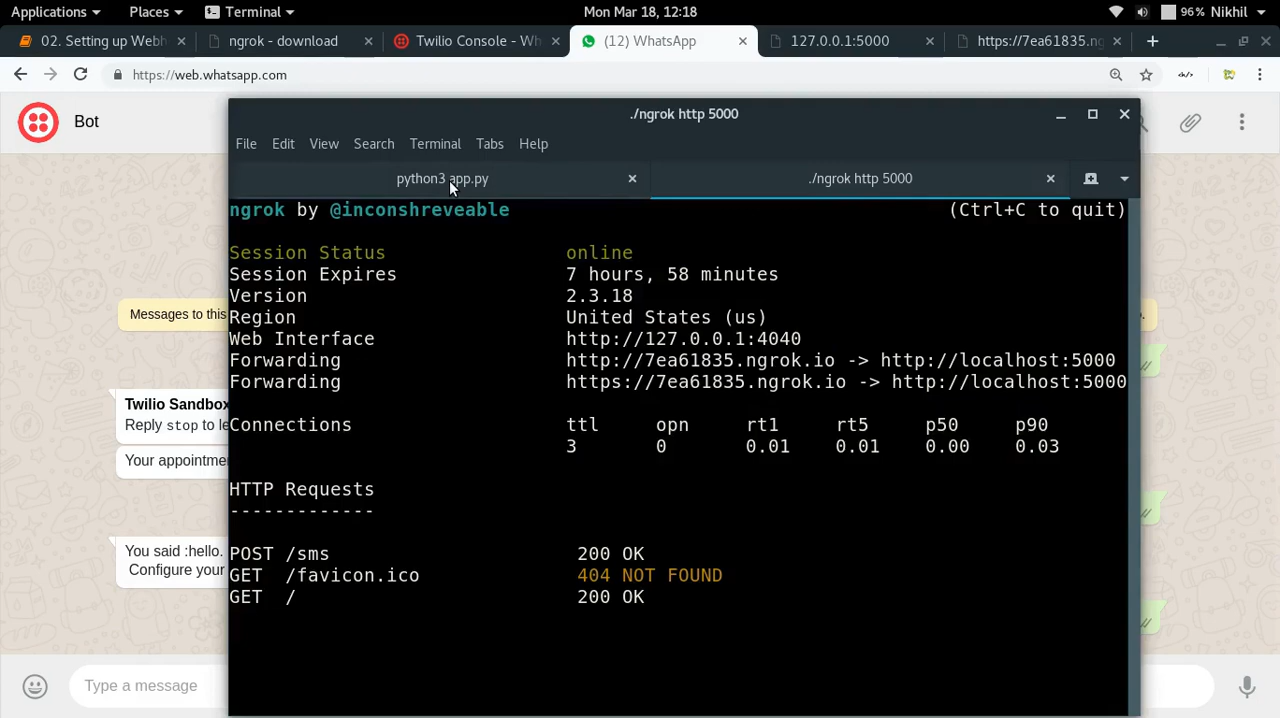 Applications Places Terminal Mon Mar 18, 12:18 96% Nikhil
02. Setting up Webh ngrok - download Twilio Console - Wh (12) WhatsApp 127.0.0.1:5000 https://7ea61835.ng
https://web.whatsapp.com
Bot
./ngrok http 5000
File Edit View Search Terminal Tabs Help
python3 app.py ./ngrok http 5000
ngrok by @inconshreveable (Ctrl+C to quit)
Session Status online
Session Expires 7 hours, 58 minutes
Version 2.3.18
Region United States (us)
Web Interface http://127.0.0.1:4040
Forwarding http://7ea61835.ngrok.io -> http://localhost:5000
Forwarding https://7ea61835.ngrok.io -> http://localhost:5000
Connections ttl opn rt1 rt5 p50 p90
3 0 0.01 0.01 0.00 0.03
HTTP Requests
-------------
POST /sms 200 OK
GET /favicon.ico 404 NOT FOUND
GET / 200 OK
Messages to this
Twilio Sandbox
Reply stop to le
Your appointme
You said :hello.
Configure your
Type a message